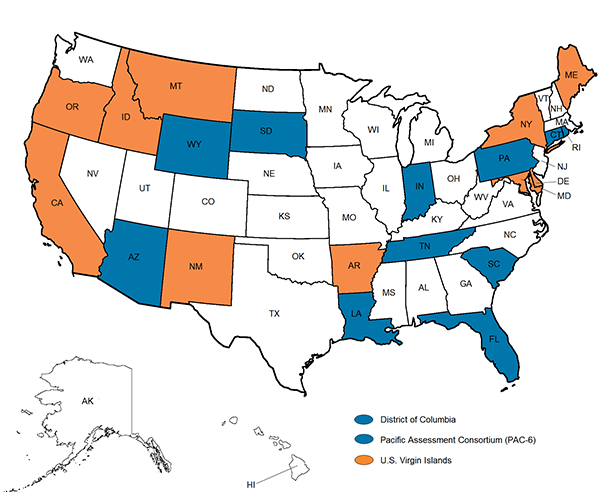 WA
MT
ND
MN
ME
VT
NH
OR
ID
SD
WI
MI
NY
MA
CT
RI
WY
IA
PA
NJ
NE
NV
UT
CO
IL
IN
OH
DE
MD
WV
VA
CA
KS
MO
KY
NC
AZ
NM
OK
AR
TN
SC
MS
AL
GA
TX
LA
FL
AK
HI
District of Columbia
Pacific Assessment Consortium (PAC-6)
U.S. Virgin Islands